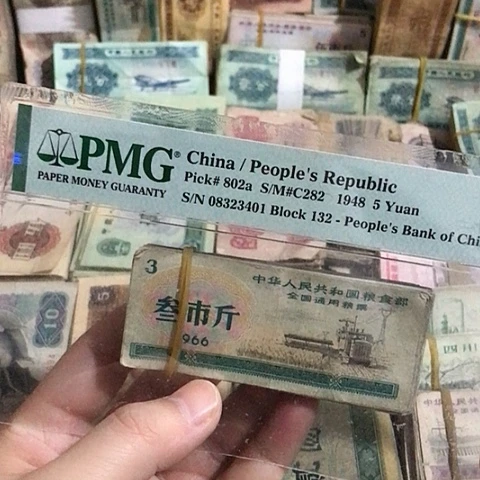 PMG®
PAPER MONEY GUARANTY
China / People's Republic
Pick# 802a S/M#C282 1948 5 Yuan
S/N 08323401 Block 132 - People's Bank of Chi
3
中华人民共和国粮食部
全国通用粮票
叁市斤
1966
10